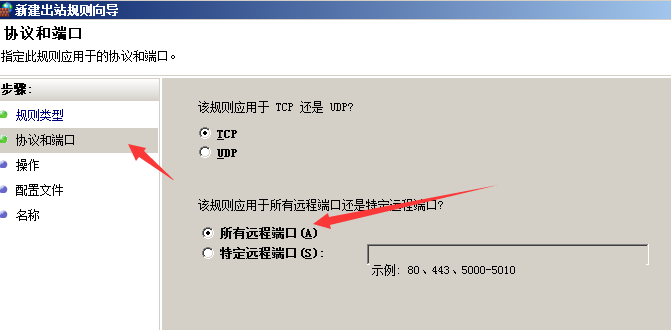 新建出站规则向导
协议和端口
指定此规则应用于的协议和端口。
步骤:
规则类型
协议和端口
操作
配置文件
名称
该规则应用于 TCP 还是 UDP?
TCP
UDP
该规则应用于所有远程端口还是特定远程端口?
所有远程端口(A)
特定远程端口(S):
示例: 80、443、5000-5010